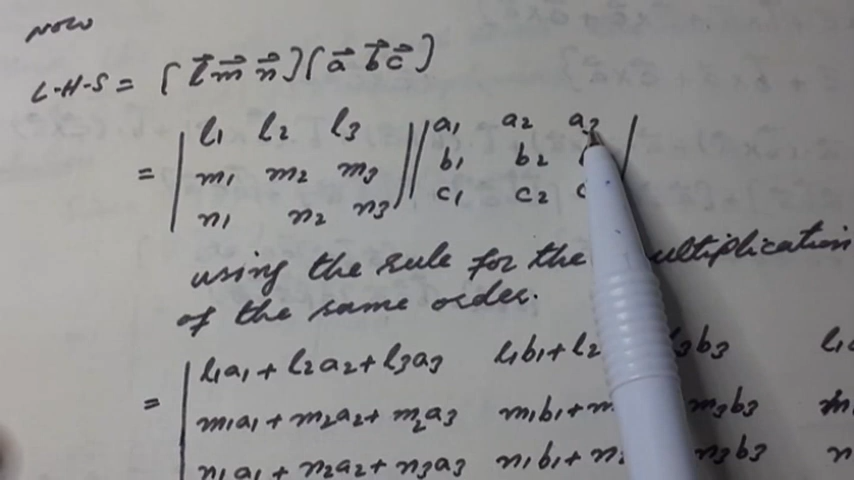 now
L-H-S = [l⃗ m⃗ n⃗][a⃗ b⃗ c⃗]
= | l₁ l₂ l₃ | | a₁ a₂ a₃ |
m₁ m₂ m₃ b₁ b₂
n₁ n₂ n₃ c₁ c₂
using the rule for the
of the same order.
= | l₁a₁ + l₂a₂ + l₃a₃ l₁b₁ + l₂
m₁a₁ + m₂a₂ + m₂a₃ m₁b₁ + m₃b₃
n₁a₁ + n₂a₂ + n₃a₃ n₁b₁ + n₃b₃